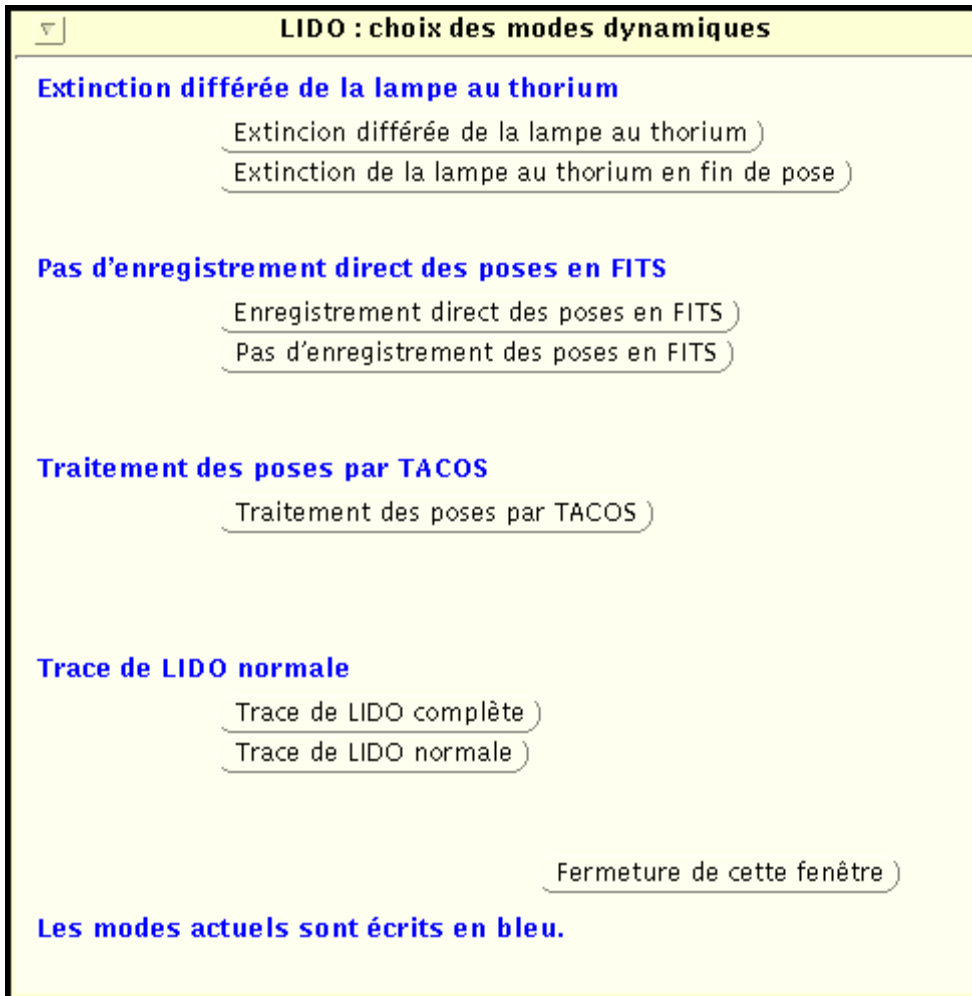 LIDO : choix des modes dynamiques
Extinction différée de la lampe au thorium
Extincion différée de la lampe au thorium
Extinction de la lampe au thorium en fin de pose
Pas d'enregistrement direct des poses en FITS
Enregistrement direct des poses en FITS
Pas d'enregistrement des poses en FITS
Traitement des poses par TACOS
Traitement des poses par TACOS
Trace de LIDO normale
Trace de LIDO complète
Trace de LIDO normale
Fermeture de cette fenêtre
Les modes actuels sont écrits en bleu.